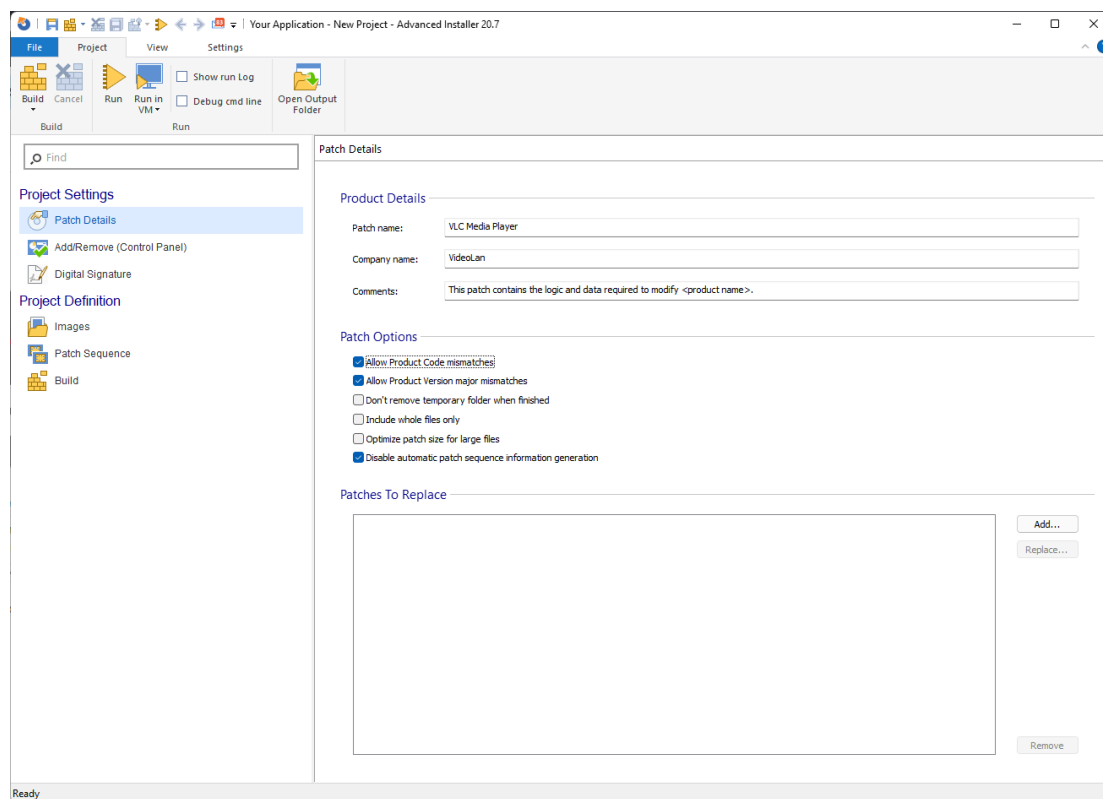 Your Application - New Project - Advanced Installer 20.7
File Project View Settings
Build Cancel Run Run in VM Show run Log Debug cmd line Open Output Folder
Build Run
Find
Project Settings
Patch Details
Add/Remove (Control Panel)
Digital Signature
Project Definition
Images
Patch Sequence
Build
Patch Details
Product Details
Patch name: VLC Media Player
Company name: VideoLan
Comments: This patch contains the logic and data required to modify <product name>.
Patch Options
Allow Product Code mismatches
Allow Product Version major mismatches
Don't remove temporary folder when finished
Include whole files only
Optimize patch size for large files
Disable automatic patch sequence information generation
Patches To Replace
Add...
Replace...
Remove
Ready